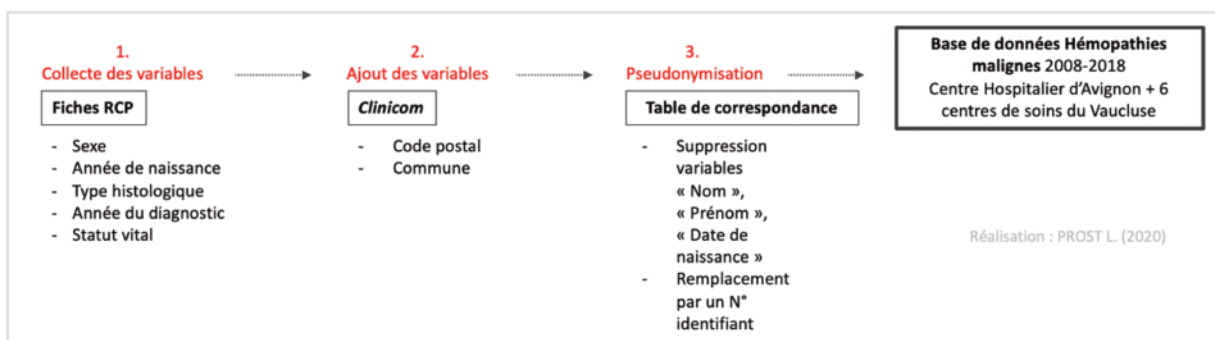 1.
Collecte des variables
Fiches RCP
- Sexe
- Année de naissance
- Type histologique
- Année du diagnostic
- Statut vital
2.
Ajout des variables
Clinicom
- Code postal
- Commune
3.
Pseudonymisation
Table de correspondance
- Suppression
variables
« Nom »,
« Prénom »,
« Date de
naissance »
- Remplacement
par un N°
identifiant
Base de données Hémopathies
malignes 2008-2018
Centre Hospitalier d’Avignon + 6
centres de soins du Vaucluse
Réalisation : PROST L. (2020)